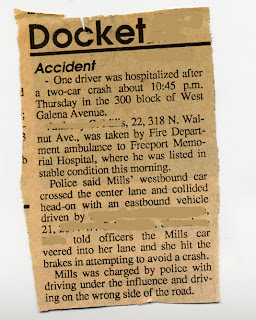 Docket
Accident
- One driver was hospitalized after
a two-car crash about 10:45 p.m.
Thursday in the 300 block of West
Galena Avenue.
Mills, 22, 318 N. Wal-
nut Ave., was taken by Fire Depart-
ment ambulance to Freeport Memo-
rial Hospital, where he was listed in
stable condition this morning.
Police said Mills' westbound car
crossed the center lane and collided
head-on with an eastbound vehicle
driven by
21,
told officers the Mills car
veered into her lane and she hit the
brakes in attempting to avoid a crash.
Mills was charged by police with
driving under the influence and driv-
ing on the wrong side of the road.